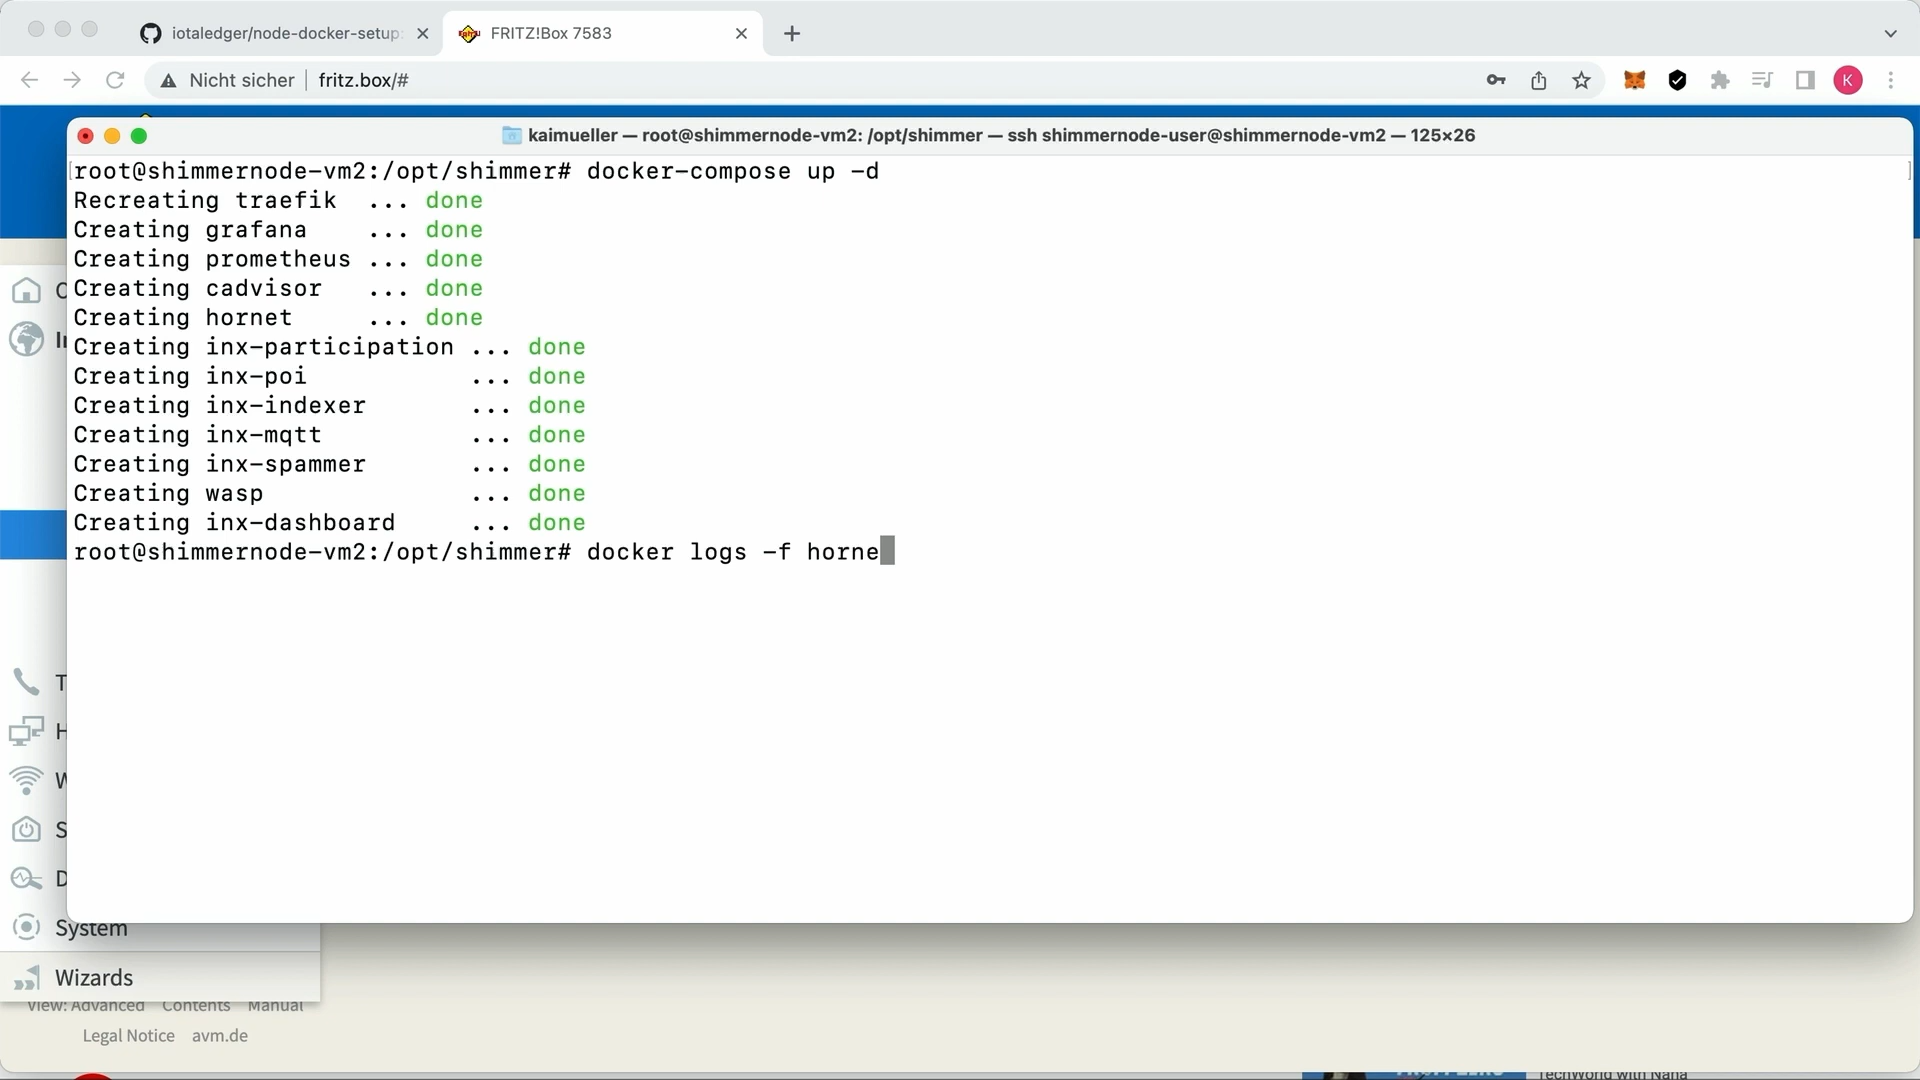 iotaledger/node-docker-setup:
FRITZ!Box 7583
Nicht sicher
fritz.box/#
K
kaimueller — root@shimmernode-vm2: /opt/shimmer — ssh shimmernode-user@shimmernode-vm2 — 125×26
root@shimmernode-vm2:/opt/shimmer# docker-compose up -d
Recreating traefik  ... done
Creating grafana    ... done
Creating prometheus ... done
Creating cadvisor   ... done
Creating hornet     ... done
Creating inx-participation ... done
Creating inx-poi           ... done
Creating inx-indexer       ... done
Creating inx-mqtt          ... done
Creating inx-spammer       ... done
Creating wasp              ... done
Creating inx-dashboard     ... done
root@shimmernode-vm2:/opt/shimmer# docker logs -f horne
T
H
W
S
D
System
Wizards
View: Advanced Contents Manual
Legal Notice avm.de
TechWorld with Nana